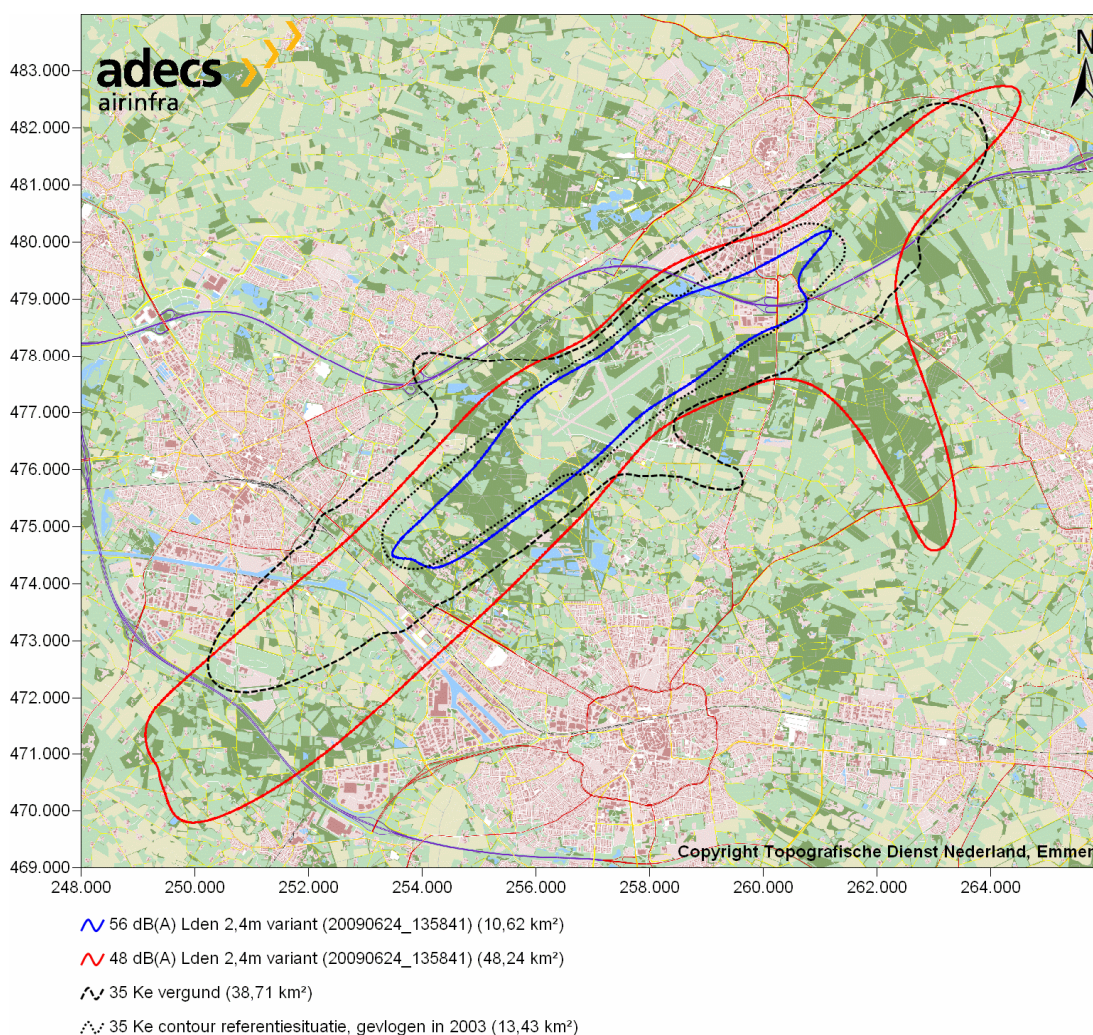 adecs
airinfra
N
483.000
482.000
481.000
480.000
479.000
478.000
477.000
476.000
475.000
474.000
473.000
472.000
471.000
470.000
469.000
Copyright Topografische Dienst Nederland, Emmen
248.000 250.000 252.000 254.000 256.000 258.000 260.000 262.000 264.000
56 dB(A) Lden 2,4m variant (20090624_135841) (10,62 km²)
48 dB(A) Lden 2,4m variant (20090624_135841) (48,24 km²)
35 Ke vergund (38,71 km²)
35 Ke contour referentiesituatie, gevlogen in 2003 (13,43 km²)